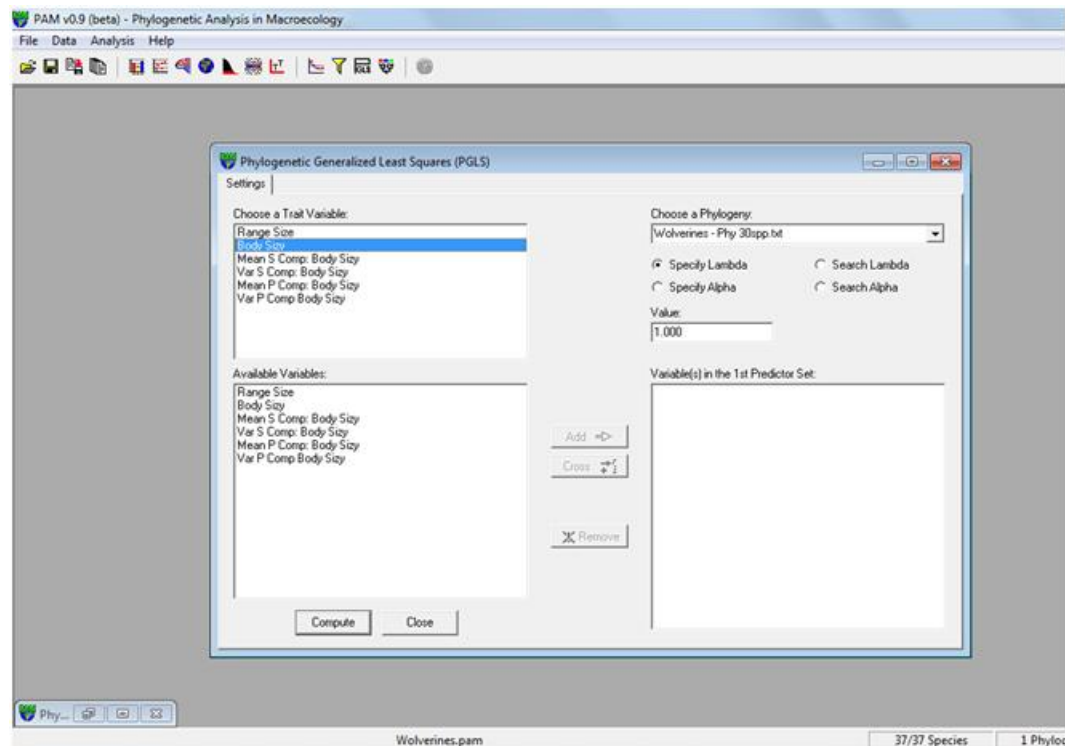 PAM v0.9 (beta) - Phylogenetic Analysis in Macroecology
File Data Analysis Help
Phylogenetic Generalized Least Squares (PGLS)
Settings
Choose a Trait Variable:
Range Size
Body Sizy
Mean S Comp: Body Sizy
Var S Comp: Body Sizy
Mean P Comp: Body Sizy
Var P Comp Body Sizy
Choose a Phylogeny:
Wolverines - Phy 30spp.txt
Specify Lambda Search Lambda
Specify Alpha Search Alpha
Value:
1.000
Available Variables:
Range Size
Body Sizy
Mean S Comp: Body Sizy
Var S Comp: Body Sizy
Mean P Comp: Body Sizy
Var P Comp Body Sizy
Add
Cross
Remove
Variable(s) in the 1st Predictor Set:
Compute Close
Phy...
Wolverines.pam 37/37 Species 1 Phylog